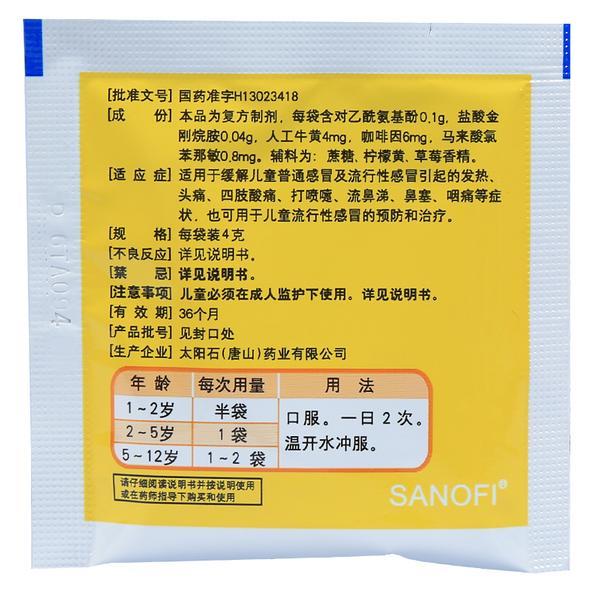 [批准文号] 国药准字H13023418
[成 份] 本品为复方制剂，每袋含对乙酰氨基酚0.1g，盐酸金
刚烷胺0.04g，人工牛黄4mg，咖啡因6mg，马来酸氯
苯那敏0.8mg。辅料为：蔗糖、柠檬黄、草莓香精。
[适 应 症] 适用于缓解儿童普通感冒及流行性感冒引起的发热、
头痛、四肢酸痛、打喷嚏、流鼻涕、鼻塞、咽痛等症
状，也可用于儿童流行性感冒的预防和治疗。
[规 格] 每袋装4克
[不良反应] 详见说明书。
[禁 忌] 详见说明书。
[注意事项] 儿童必须在成人监护下使用。详见说明书。
[有 效 期] 36个月
[产品批号] 见封口处
[生产企业] 太阳石(唐山)药业有限公司
年 龄 每次用量 用 法
1～2岁 半袋
2～5岁 1 袋
5～12岁 1～2 袋
口服。一日2次。
温开水冲服。
请仔细阅读说明书并按说明使用
或在药师指导下购买和使用
SANOFI®